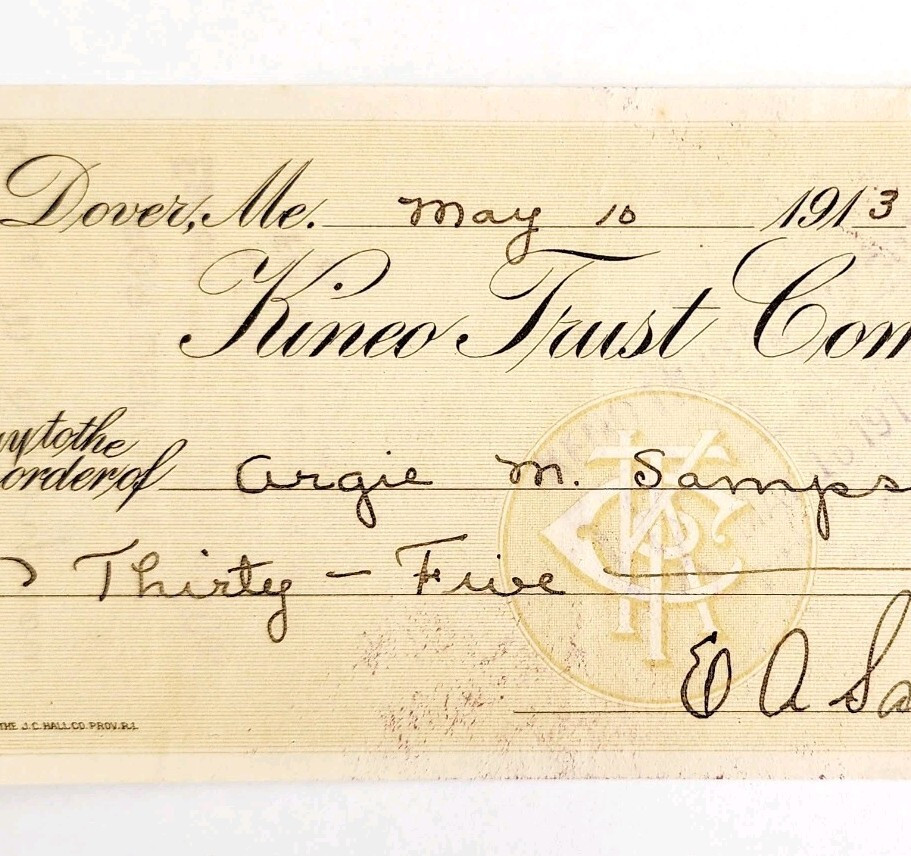 Dover, Me. May 10 1913
Kineo Trust Com
ay to the
order of Argie M. Samps
Thirty - Five
E A Sa
THE J.C. HALL CO. PROV. R.I.